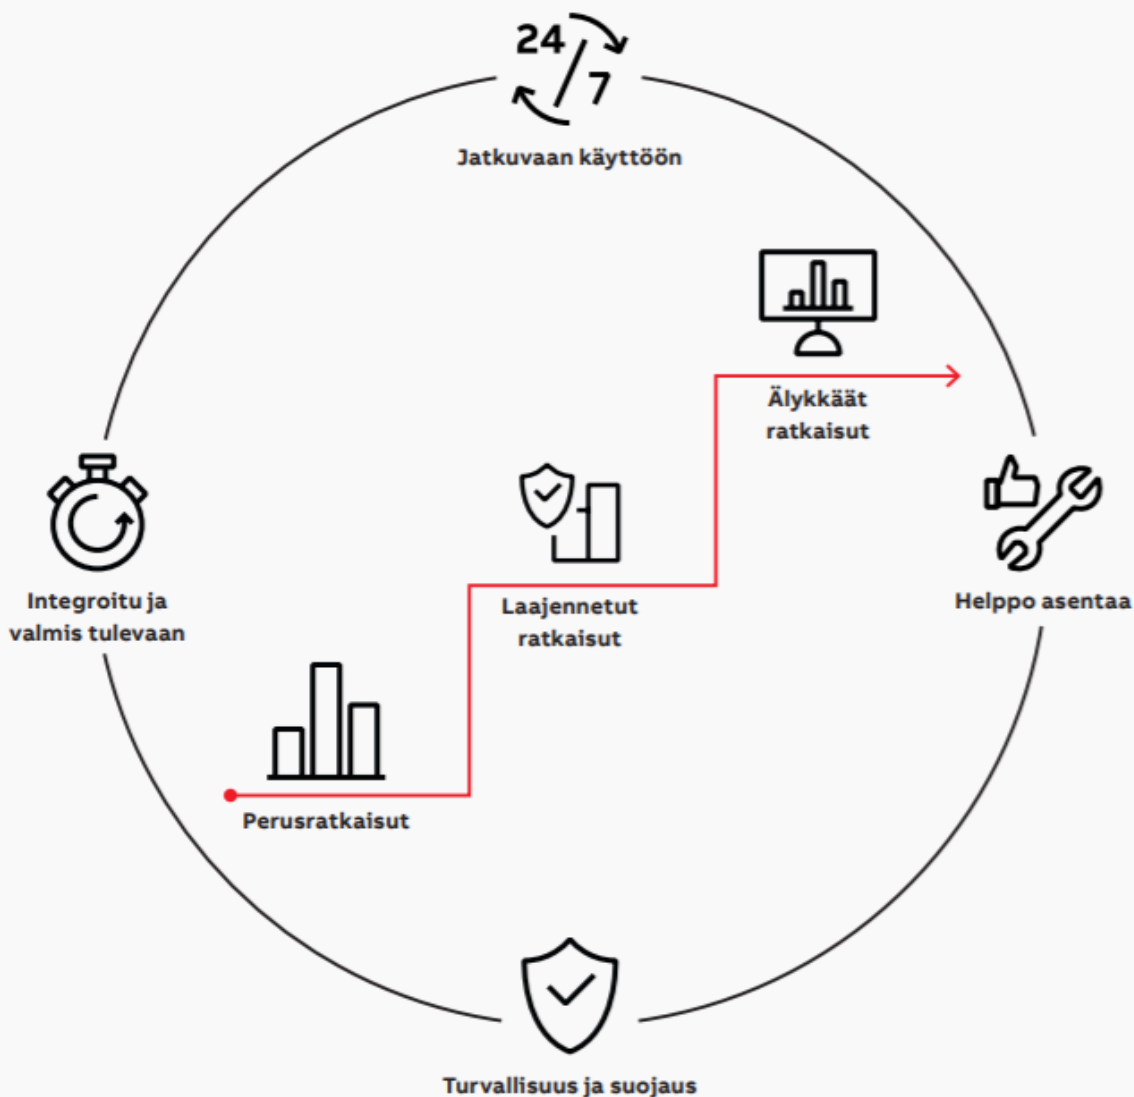 24
7
Jatkuvaan käyttöön
Älykkäät
ratkaisut
Integroitu ja
valmis tulevaan
Laajennetut
ratkaisut
Helppo asentaa
Perusratkaisut
Turvallisuus ja suojaus